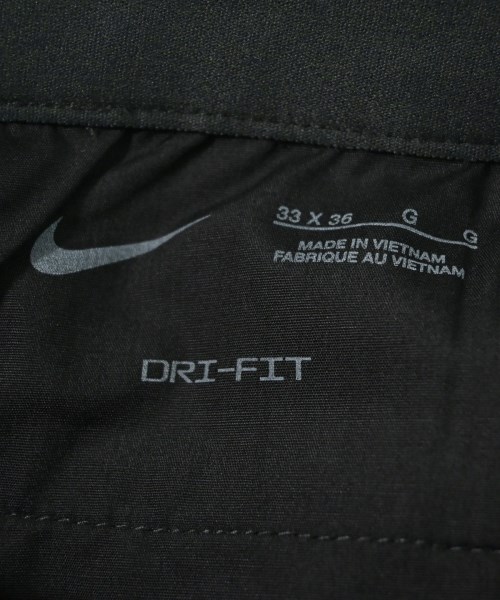 33 X 36 G G
MADE IN VIETNAM
FABRIQUE AU VIETNAM
DRI-FIT